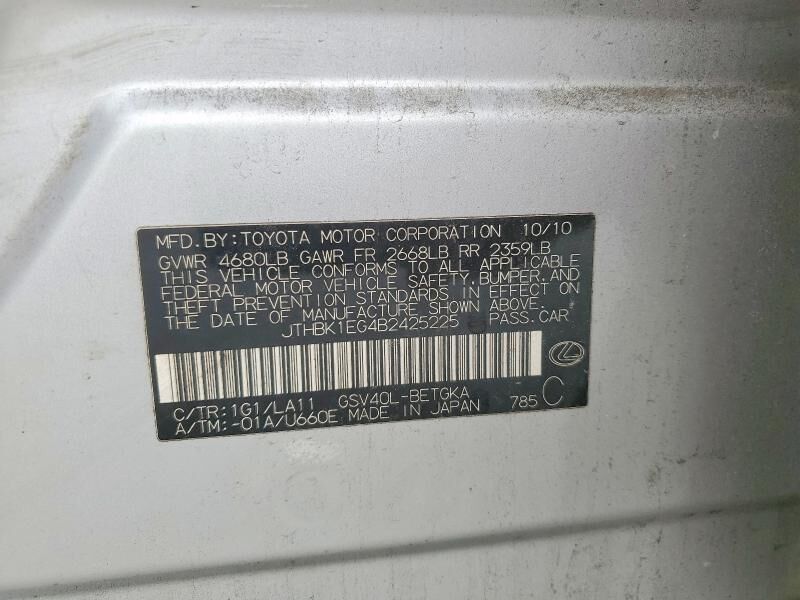 MFD. BY: TOYOTA MOTOR CORPORATION 10/10
GVWR 4680LB GAWR FR 2668LB RR 2359LB
THIS VEHICLE CONFORMS TO ALL APPLICABLE
FEDERAL MOTOR VEHICLE SAFETY, BUMPER, AND
THEFT PREVENTION STANDARDS IN EFFECT ON
THE DATE OF MANUFACTURE SHOWN ABOVE.
JTHBK1EG4B2425225 PASS. CAR
C/TR: 1G1/LA11 GSV40L-BETGKA
A/TM: -01A/U660E MADE IN JAPAN 785 C